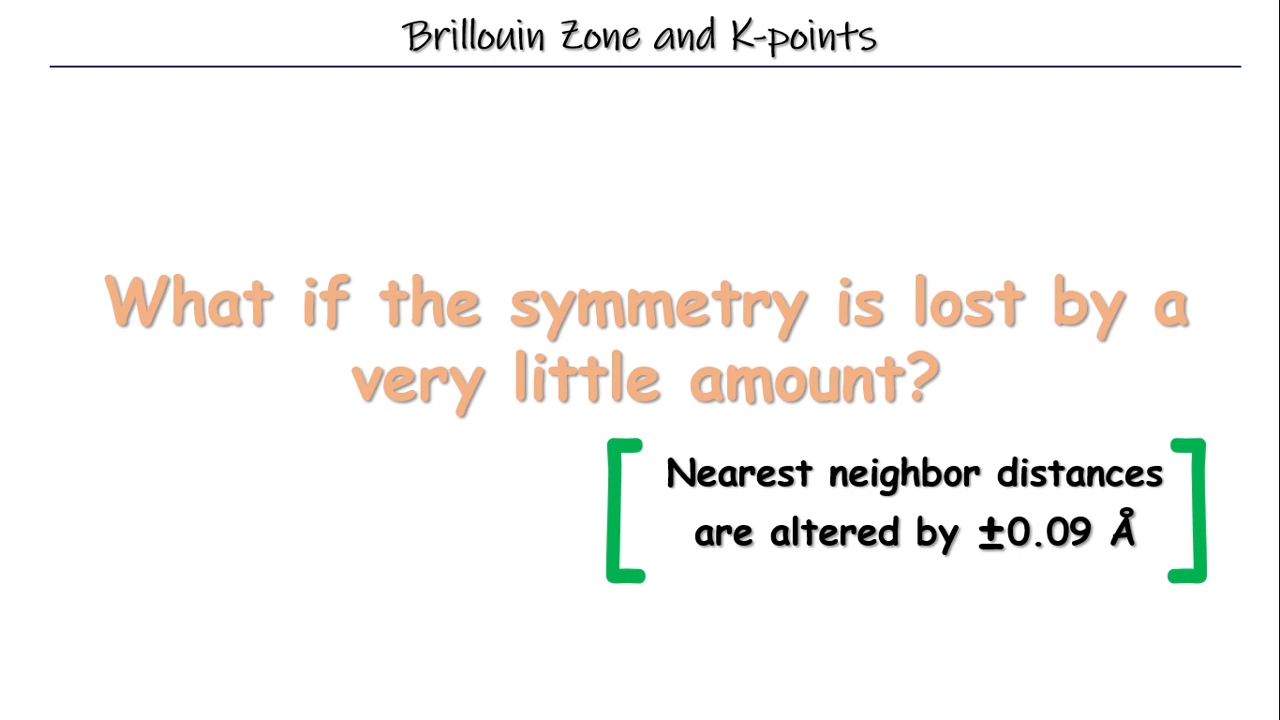 Brillouin Zone and K-points
What if the symmetry is lost by a
very little amount?
Nearest neighbor distances
are altered by ±0.09 Å